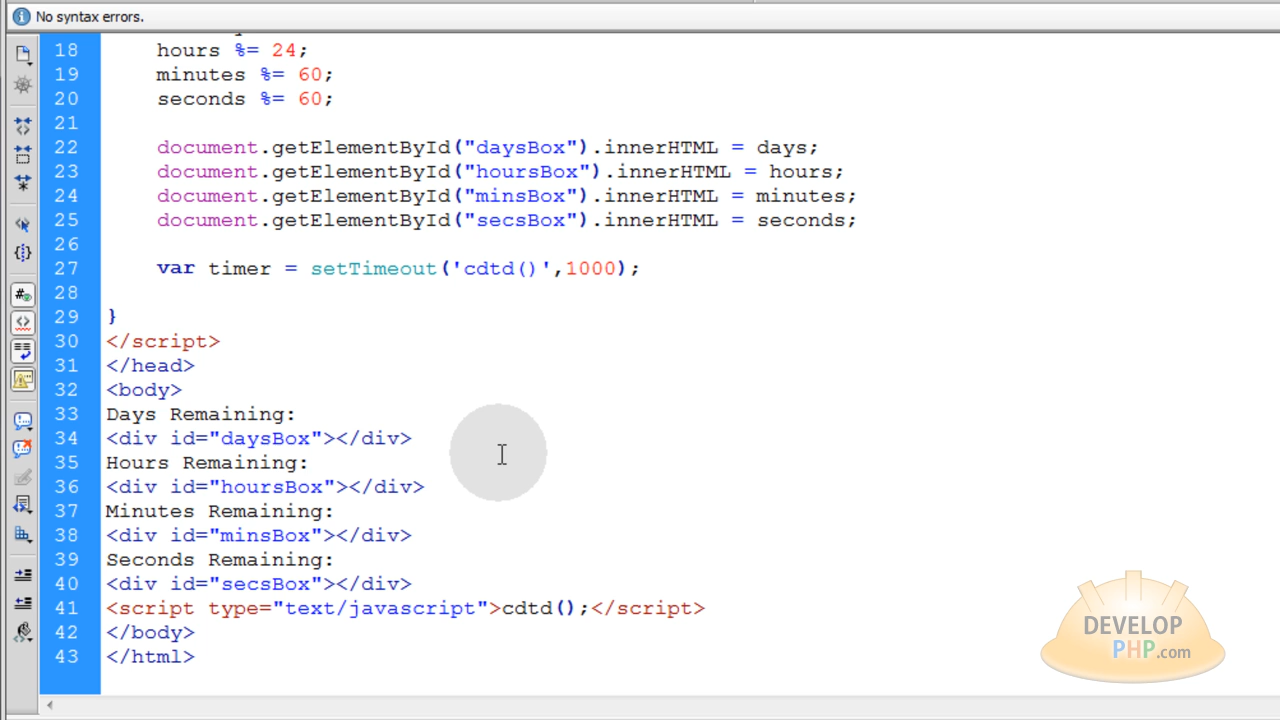 No syntax errors.
18 hours %= 24;
19 minutes %= 60;
20 seconds %= 60;
21
22 document.getElementById("daysBox").innerHTML = days;
23 document.getElementById("hoursBox").innerHTML = hours;
24 document.getElementById("minsBox").innerHTML = minutes;
25 document.getElementById("secsBox").innerHTML = seconds;
26
27 var timer = setTimeout('cdtd()',1000);
28
29 }
30 </script>
31 </head>
32 <body>
33 Days Remaining:
34 <div id="daysBox"></div>
35 Hours Remaining:
36 <div id="hoursBox"></div>
37 Minutes Remaining:
38 <div id="minsBox"></div>
39 Seconds Remaining:
40 <div id="secsBox"></div>
41 <script type="text/javascript">cdtd();</script>
42 </body>
43 </html>
DEVELOP
PHP.com